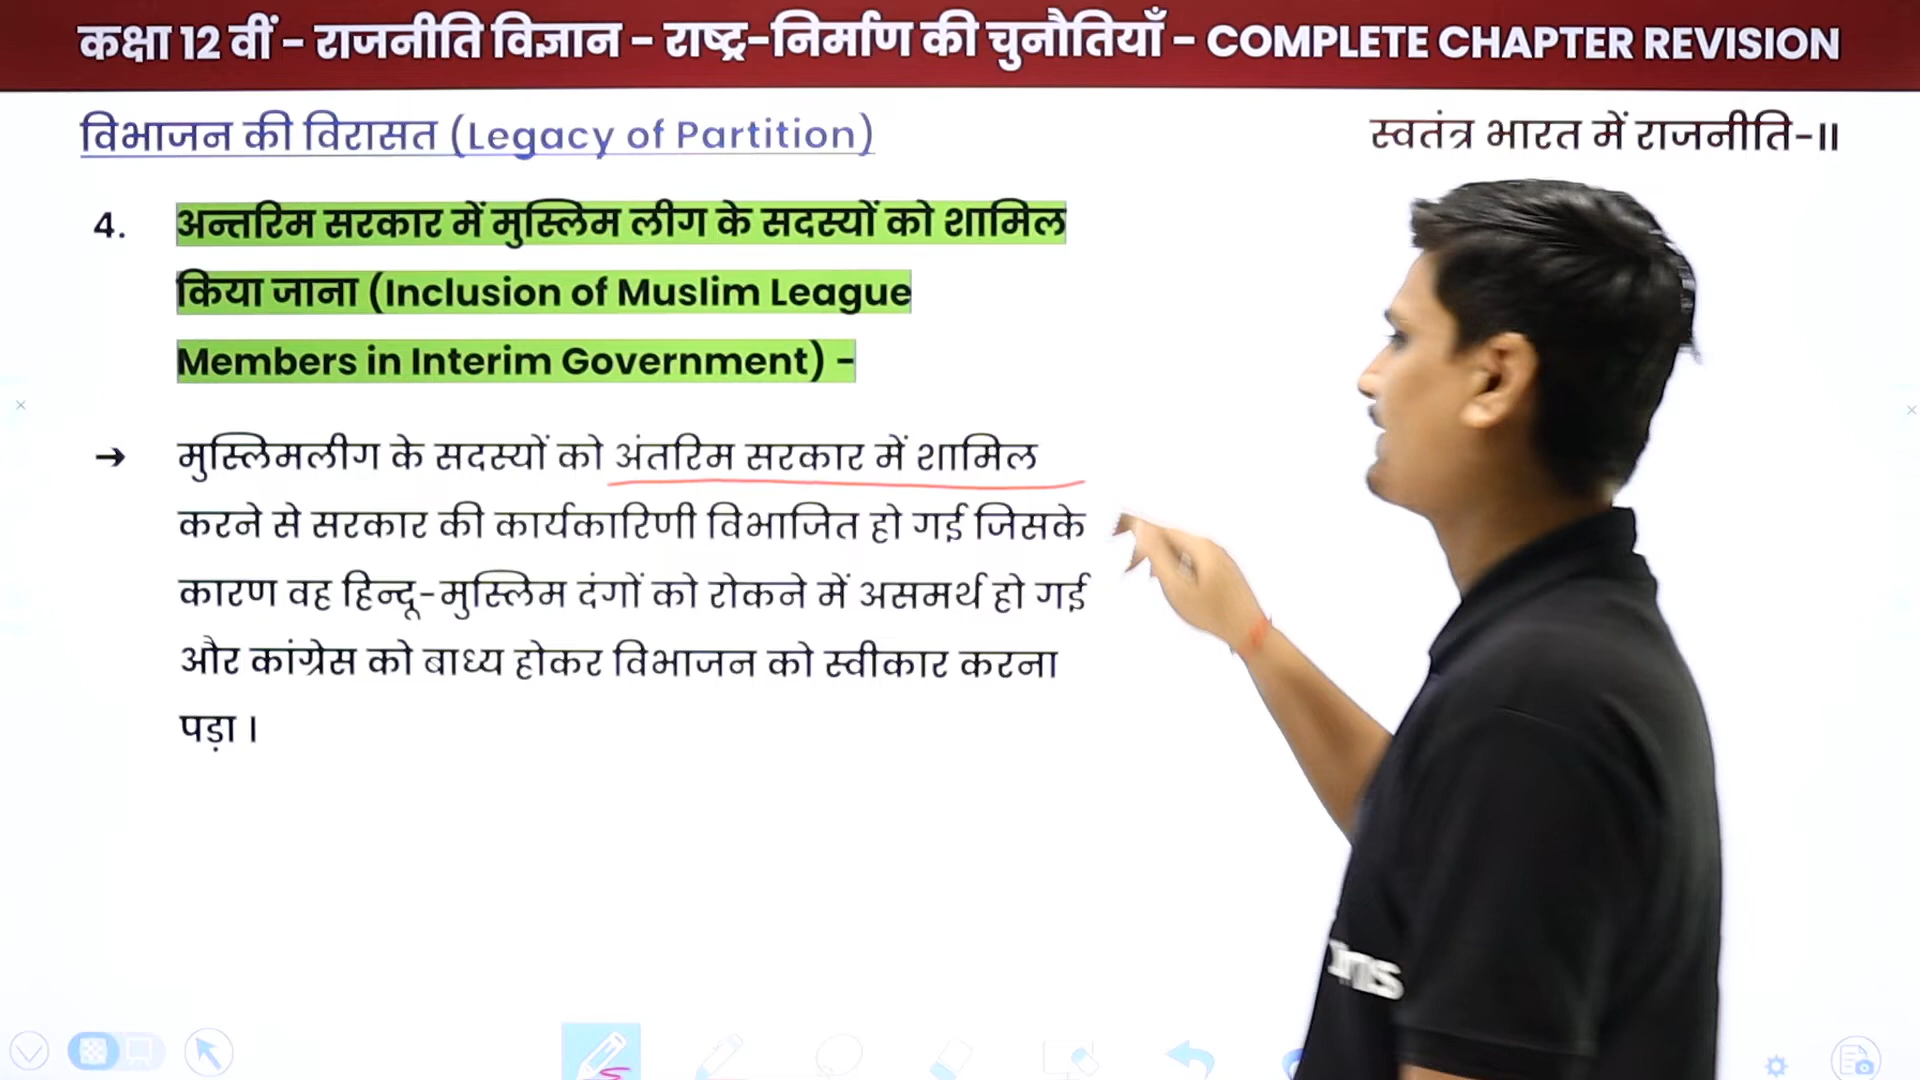 कक्षा 12 वीं - राजनीति विज्ञान - राष्ट्र-निर्माण की चुनौतियाँ - COMPLETE CHAPTER REVISION
विभाजन की विरासत (Legacy of Partition)
स्वतंत्र भारत में राजनीति-II
4. अन्तरिम सरकार में मुस्लिम लीग के सदस्यों को शामिल
किया जाना (Inclusion of Muslim League
Members in Interim Government) -
→ मुस्लिमलीग के सदस्यों को अंतरिम सरकार में शामिल
करने से सरकार की कार्यकारिणी विभाजित हो गई जिसके
कारण वह हिन्दू-मुस्लिम दंगों को रोकने में असमर्थ हो गई
और कांग्रेस को बाध्य होकर विभाजन को स्वीकार करना
पड़ा ।